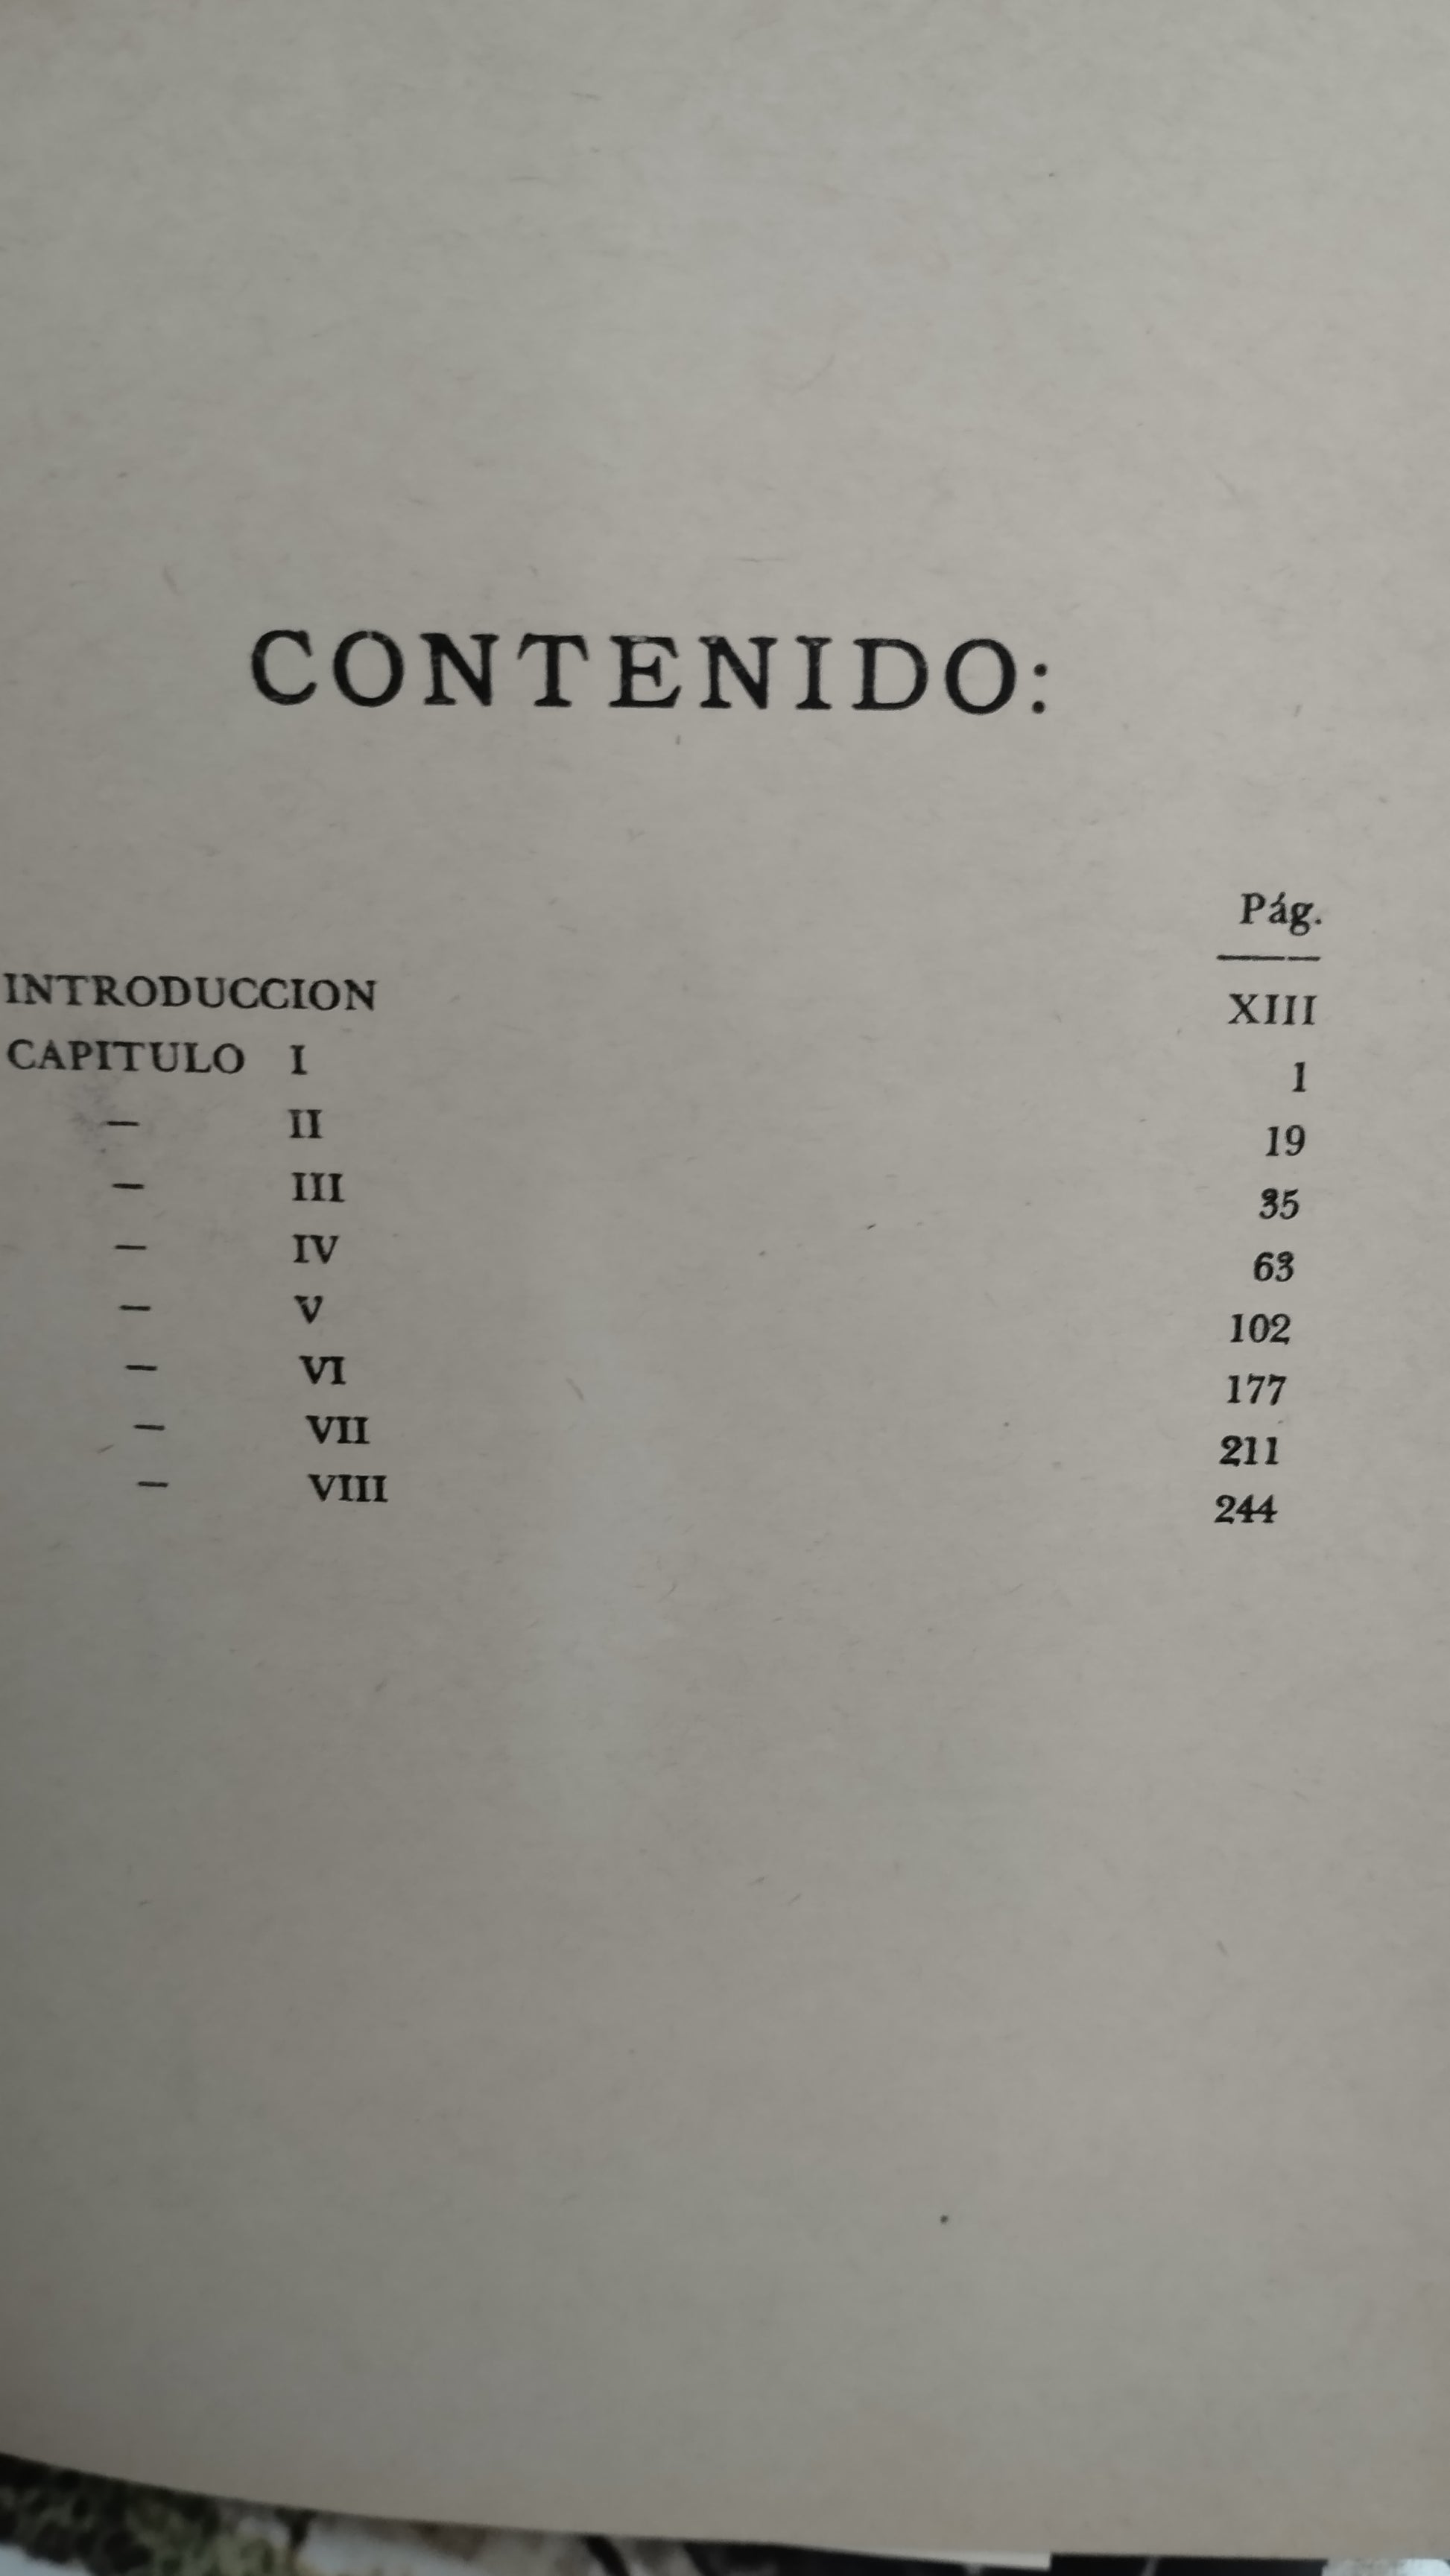 CONTENIDO:
Pág.
INTRODUCCION XIII
CAPITULO I 1
— II 19
— III 35
— IV 63
— V 102
— VI 177
— VII 211
— VIII 244